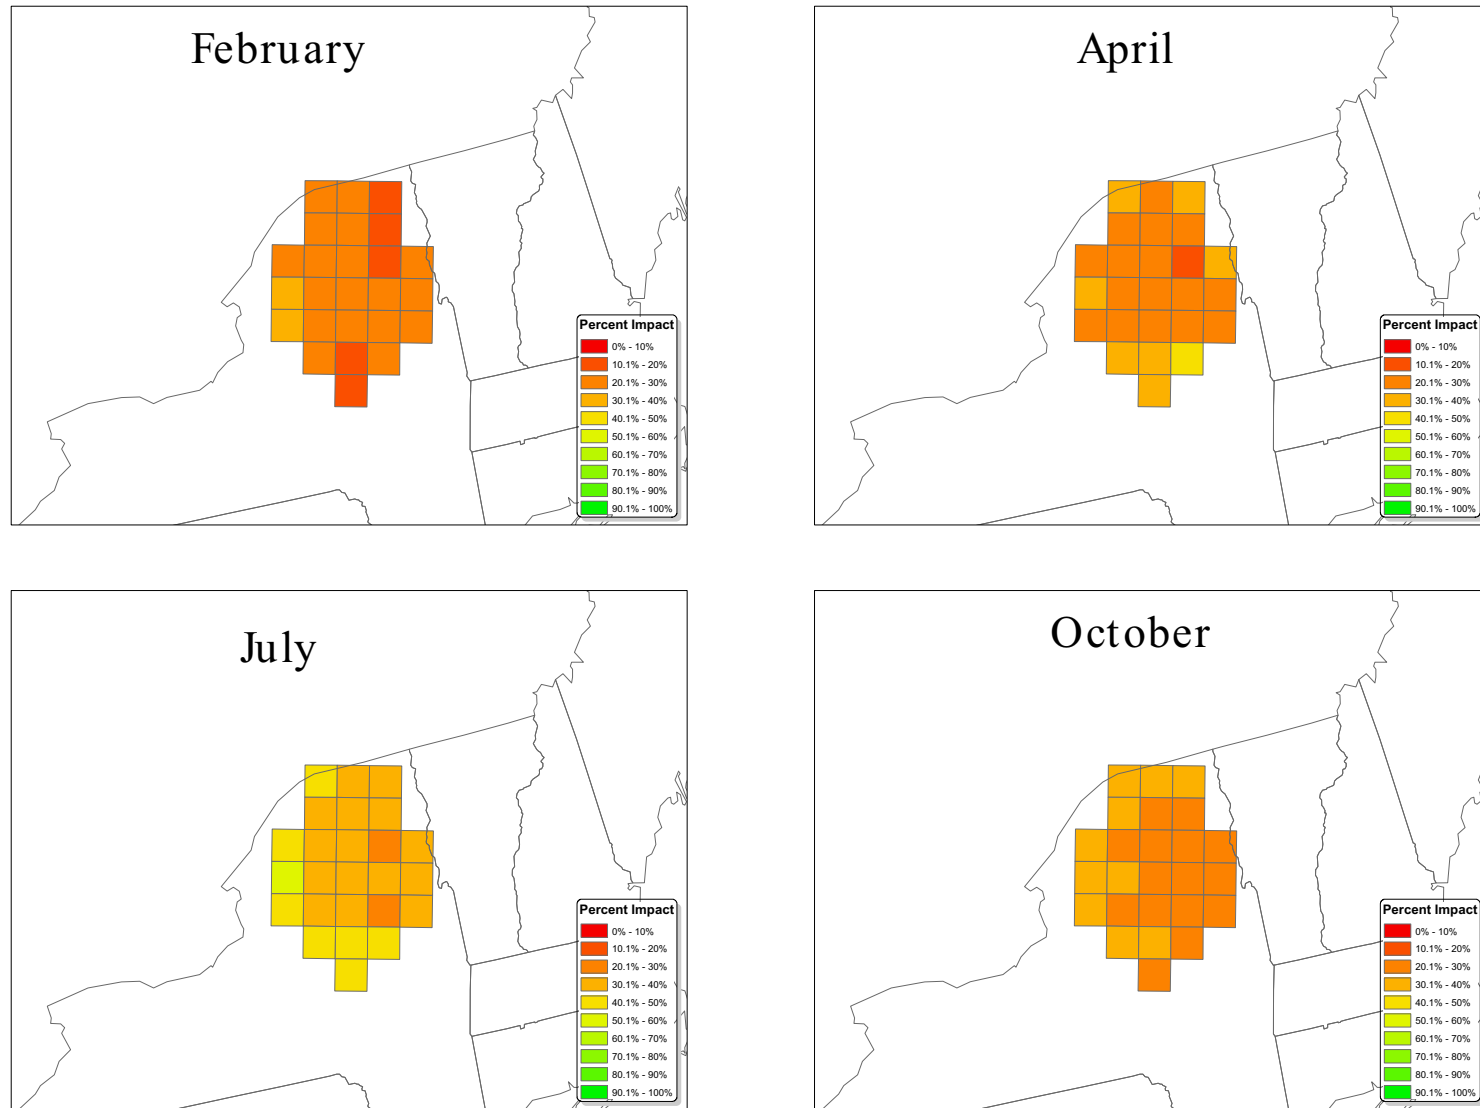 February
Percent Impact
0% - 10%
10.1% - 20%
20.1% - 30%
30.1% - 40%
40.1% - 50%
50.1% - 60%
60.1% - 70%
70.1% - 80%
80.1% - 90%
90.1% - 100%
April
Percent Impact
0% - 10%
10.1% - 20%
20.1% - 30%
30.1% - 40%
40.1% - 50%
50.1% - 60%
60.1% - 70%
70.1% - 80%
80.1% - 90%
90.1% - 100%
July
Percent Impact
0% - 10%
10.1% - 20%
20.1% - 30%
30.1% - 40%
40.1% - 50%
50.1% - 60%
60.1% - 70%
70.1% - 80%
80.1% - 90%
90.1% - 100%
October
Percent Impact
0% - 10%
10.1% - 20%
20.1% - 30%
30.1% - 40%
40.1% - 50%
50.1% - 60%
60.1% - 70%
70.1% - 80%
80.1% - 90%
90.1% - 100%